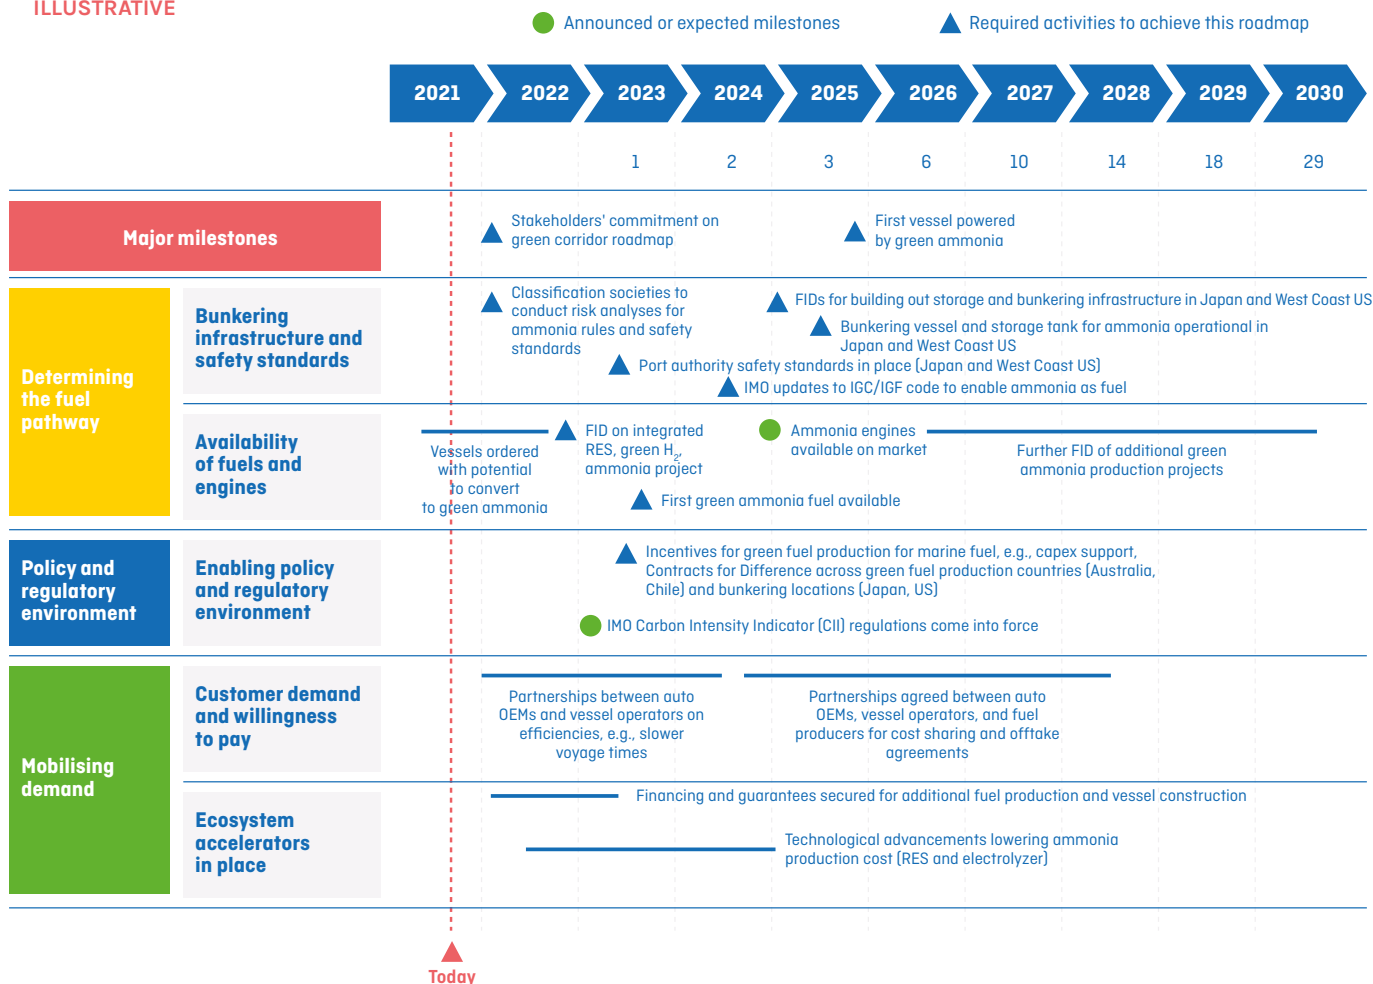 ILLUSTRATIVE
Announced or expected milestones
Required activities to achieve this roadmap
2021
2022
2023
2024
2025
2026
2027
2028
2029
2030
1
2
3
6
10
14
18
29
Major milestones
Stakeholders' commitment on
green corridor roadmap
First vessel powered
by green ammonia
Determining
the fuel
pathway
Bunkering
infrastructure and
safety standards
Classification societies to
conduct risk analyses for
ammonia rules and safety
standards
FIDs for building out storage and bunkering infrastructure in Japan and West Coast US
Bunkering vessel and storage tank for ammonia operational in
Japan and West Coast US
Port authority safety standards in place (Japan and West Coast US)
IMO updates to IGC/IGF code to enable ammonia as fuel
Availability
of fuels and
engines
Vessels ordered
with potential
to convert
to green ammonia
FID on integrated
RES, green H2,
ammonia project
Ammonia engines
available on market
Further FID of additional green
ammonia production projects
First green ammonia fuel available
Policy and
regulatory
environment
Enabling policy
and regulatory
environment
Incentives for green fuel production for marine fuel, e.g., capex support,
Contracts for Difference across green fuel production countries (Australia,
Chile) and bunkering locations (Japan, US)
IMO Carbon Intensity Indicator (CII) regulations come into force
Mobilising
demand
Customer demand
and willingness
to pay
Partnerships between auto
OEMs and vessel operators on
efficiencies, e.g., slower
voyage times
Partnerships agreed between auto
OEMs, vessel operators, and fuel
producers for cost sharing and offtake
agreements
Ecosystem
accelerators
in place
Financing and guarantees secured for additional fuel production and vessel construction
Technological advancements lowering ammonia
production cost (RES and electrolyzer)
Today